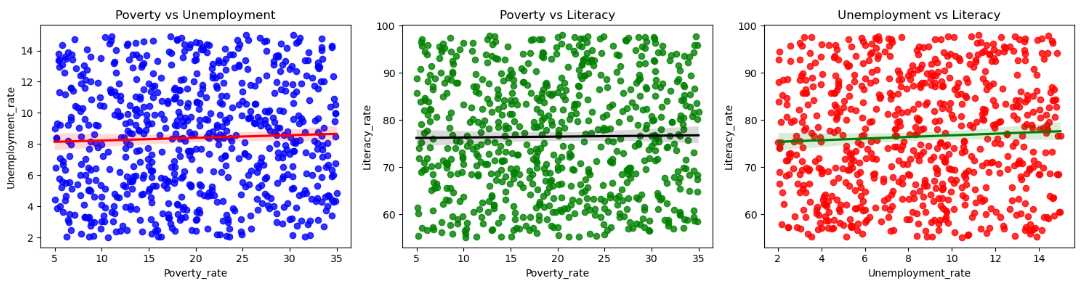 Poverty vs Unemployment
Unemployment_rate
14
12
10
8
6
4
2
5 10 15 20 25 30 35
Poverty_rate
Poverty vs Literacy
Literacy_rate
100
90
80
70
60
5 10 15 20 25 30 35
Poverty_rate
Unemployment vs Literacy
Literacy_rate
100
90
80
70
60
2 4 6 8 10 12 14
Unemployment_rate